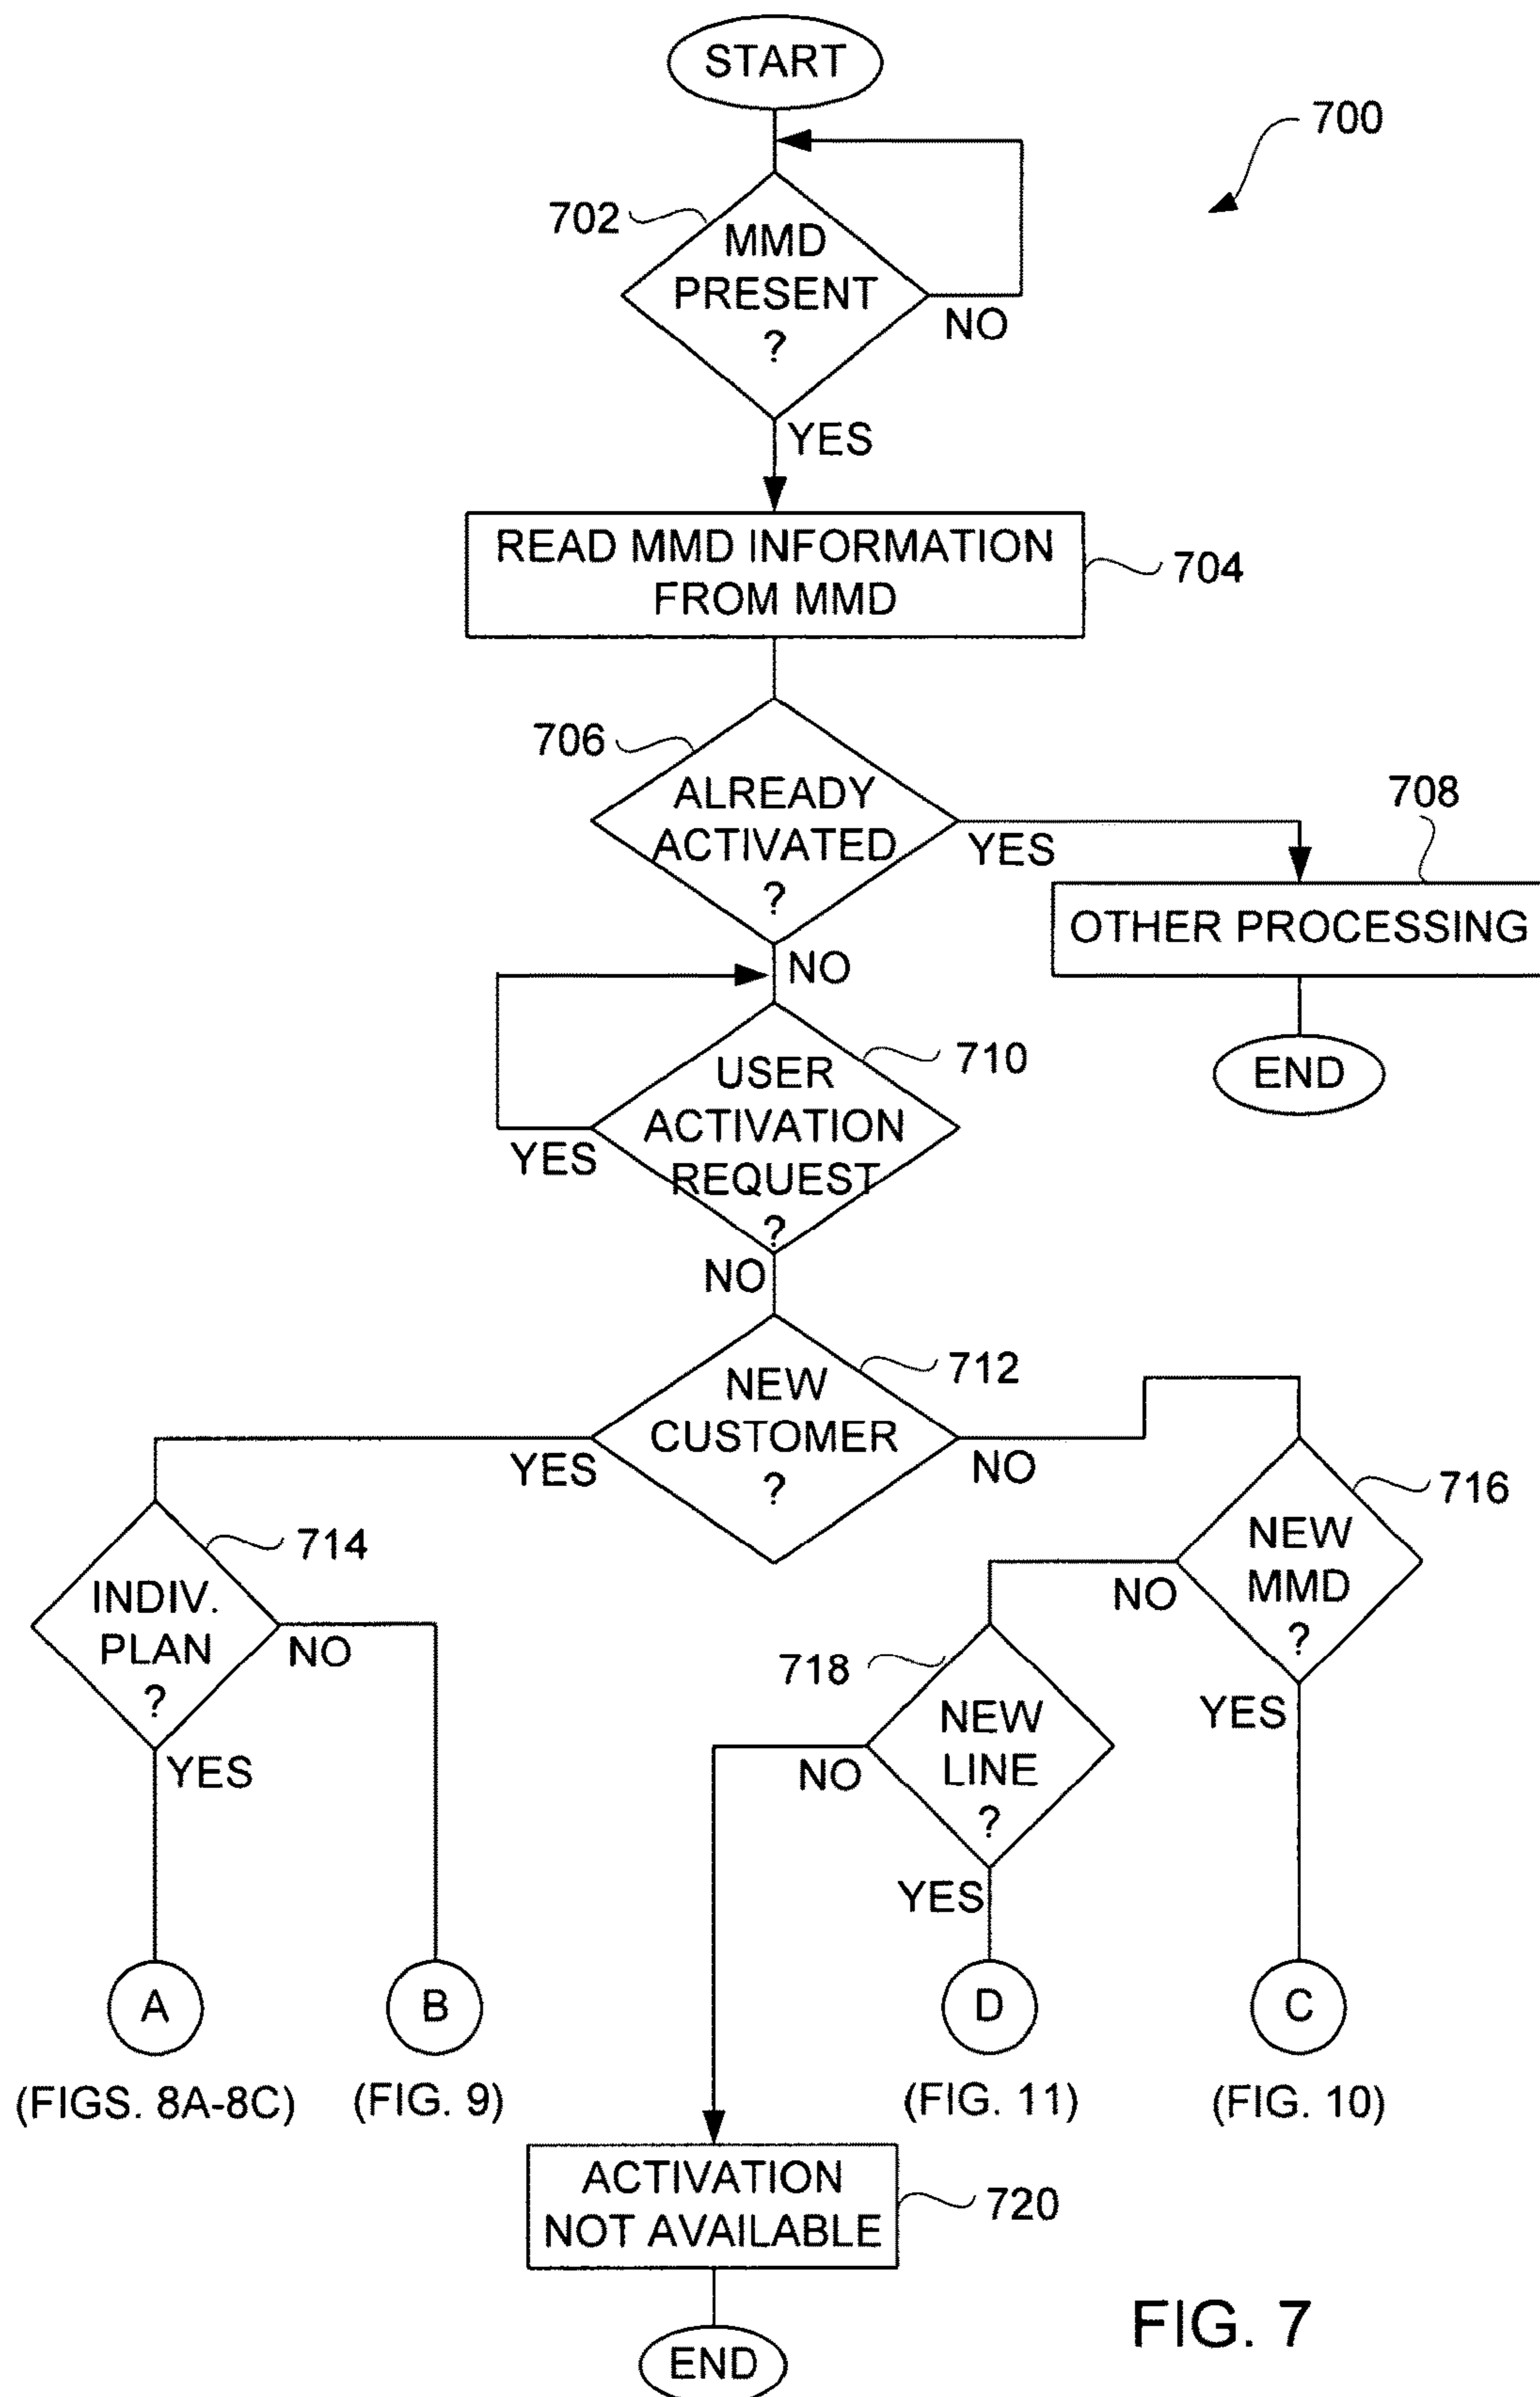 START
700
702
MMD
PRESENT
?
NO
YES
READ MMD INFORMATION
FROM MMD
704
706
ALREADY
ACTIVATED
?
YES
708
OTHER PROCESSING
NO
END
710
USER
ACTIVATION
REQUEST
?
YES
NO
712
NEW
CUSTOMER
?
YES
NO
714
INDIV.
PLAN
?
NO
YES
716
NEW
MMD
?
NO
YES
718
NEW
LINE
?
NO
YES
A
B
D
C
(FIGS. 8A-8C)
(FIG. 9)
(FIG. 11)
(FIG. 10)
ACTIVATION
NOT AVAILABLE
720
END
FIG. 7